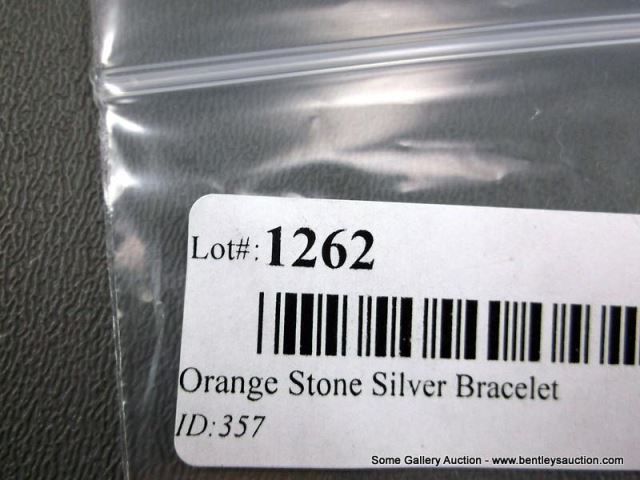 Lot#: 1262
Orange Stone Silver Bracelet
ID:357
Some Gallery Auction - www.bentleysauction.com